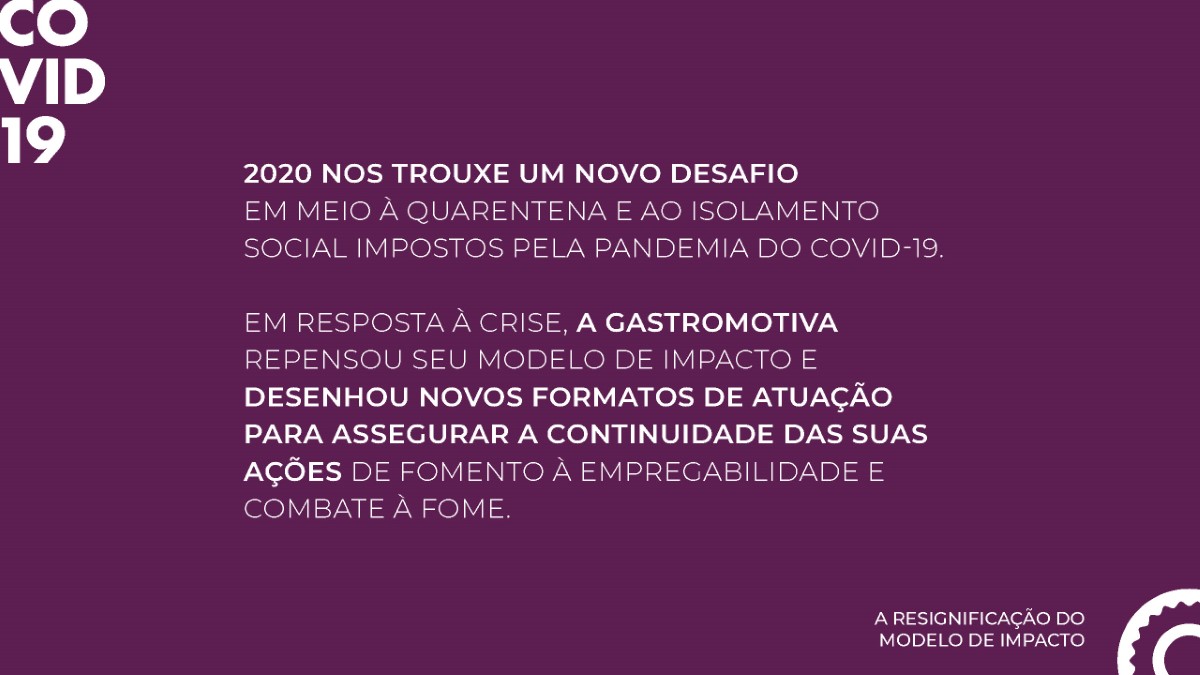 CO
VID
19
2020 NOS TROUXE UM NOVO DESAFIO
EM MEIO À QUARENTENA E AO ISOLAMENTO
SOCIAL IMPOSTOS PELA PANDEMIA DO COVID-19.
EM RESPOSTA À CRISE, A GASTROMOTIVA
REPENSOU SEU MODELO DE IMPACTO E
DESENHOU NOVOS FORMATOS DE ATUAÇÃO
PARA ASSEGURAR A CONTINUIDADE DAS SUAS
AÇÕES DE FOMENTO À EMPREGABILIDADE E
COMBATE À FOME.
A RESIGNIFICAÇÃO DO
MODELO DE IMPACTO